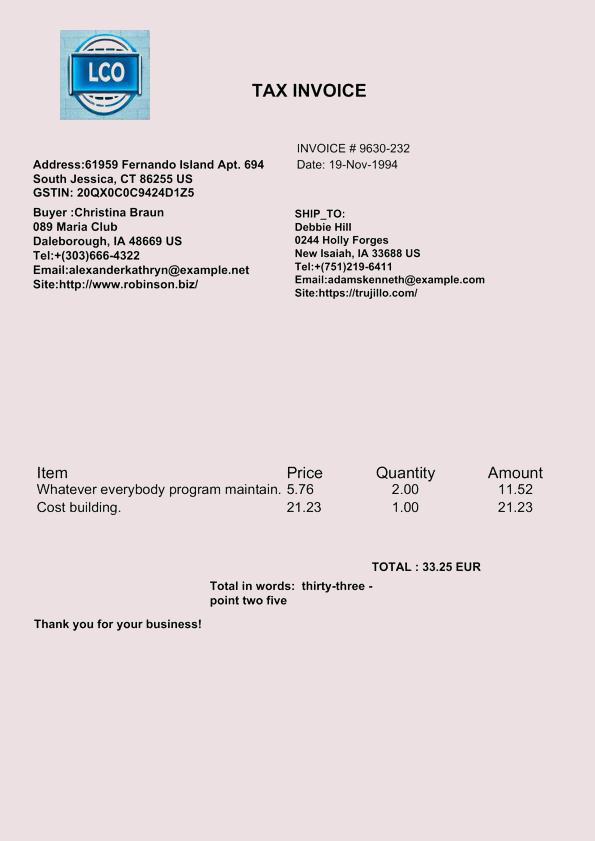 LCO
TAX INVOICE
INVOICE # 9630-232
Date: 19-Nov-1994
Address:61959 Fernando Island Apt. 694
South Jessica, CT 86255 US
GSTIN: 20QX0C0C9424D1Z5
Buyer :Christina Braun
089 Maria Club
Daleborough, IA 48669 US
Tel:+(303)666-4322
Email:alexanderkathryn@example.net
Site:http://www.robinson.biz/
SHIP_TO:
Debbie Hill
0244 Holly Forges
New Isaiah, IA 33688 US
Tel:+(751)219-6411
Email:adamskenneth@example.com
Site:https://trujillo.com/
Item Price Quantity Amount
Whatever everybody program maintain. 5.76 2.00 11.52
Cost building. 21.23 1.00 21.23
TOTAL : 33.25 EUR
Total in words: thirty-three -
point two five
Thank you for your business!